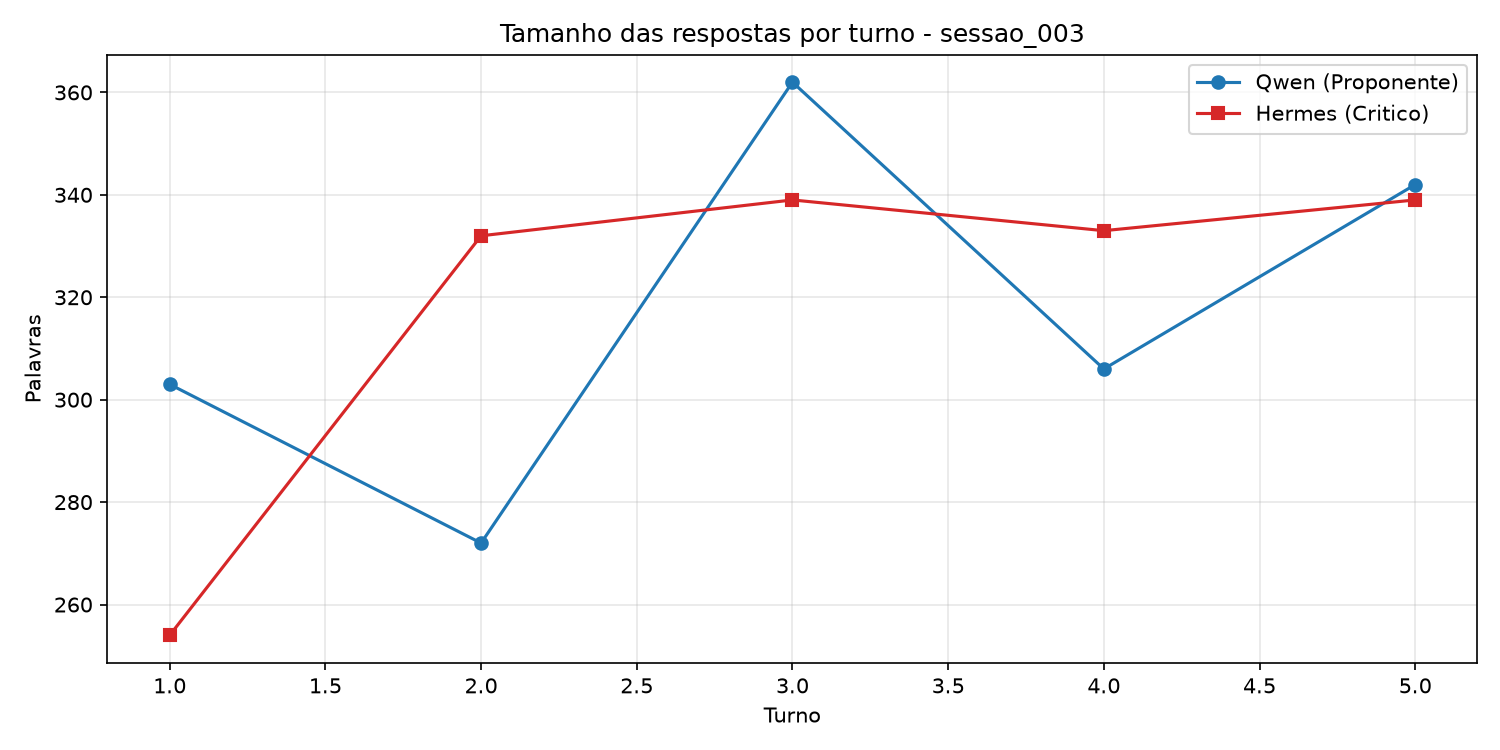 Tamanho das respostas por turno - sessao_003
Qwen (Proponente)
Hermes (Critico)
Palavras
360
340
320
300
280
260
1.0 1.5 2.0 2.5 3.0 3.5 4.0 4.5 5.0
Turno